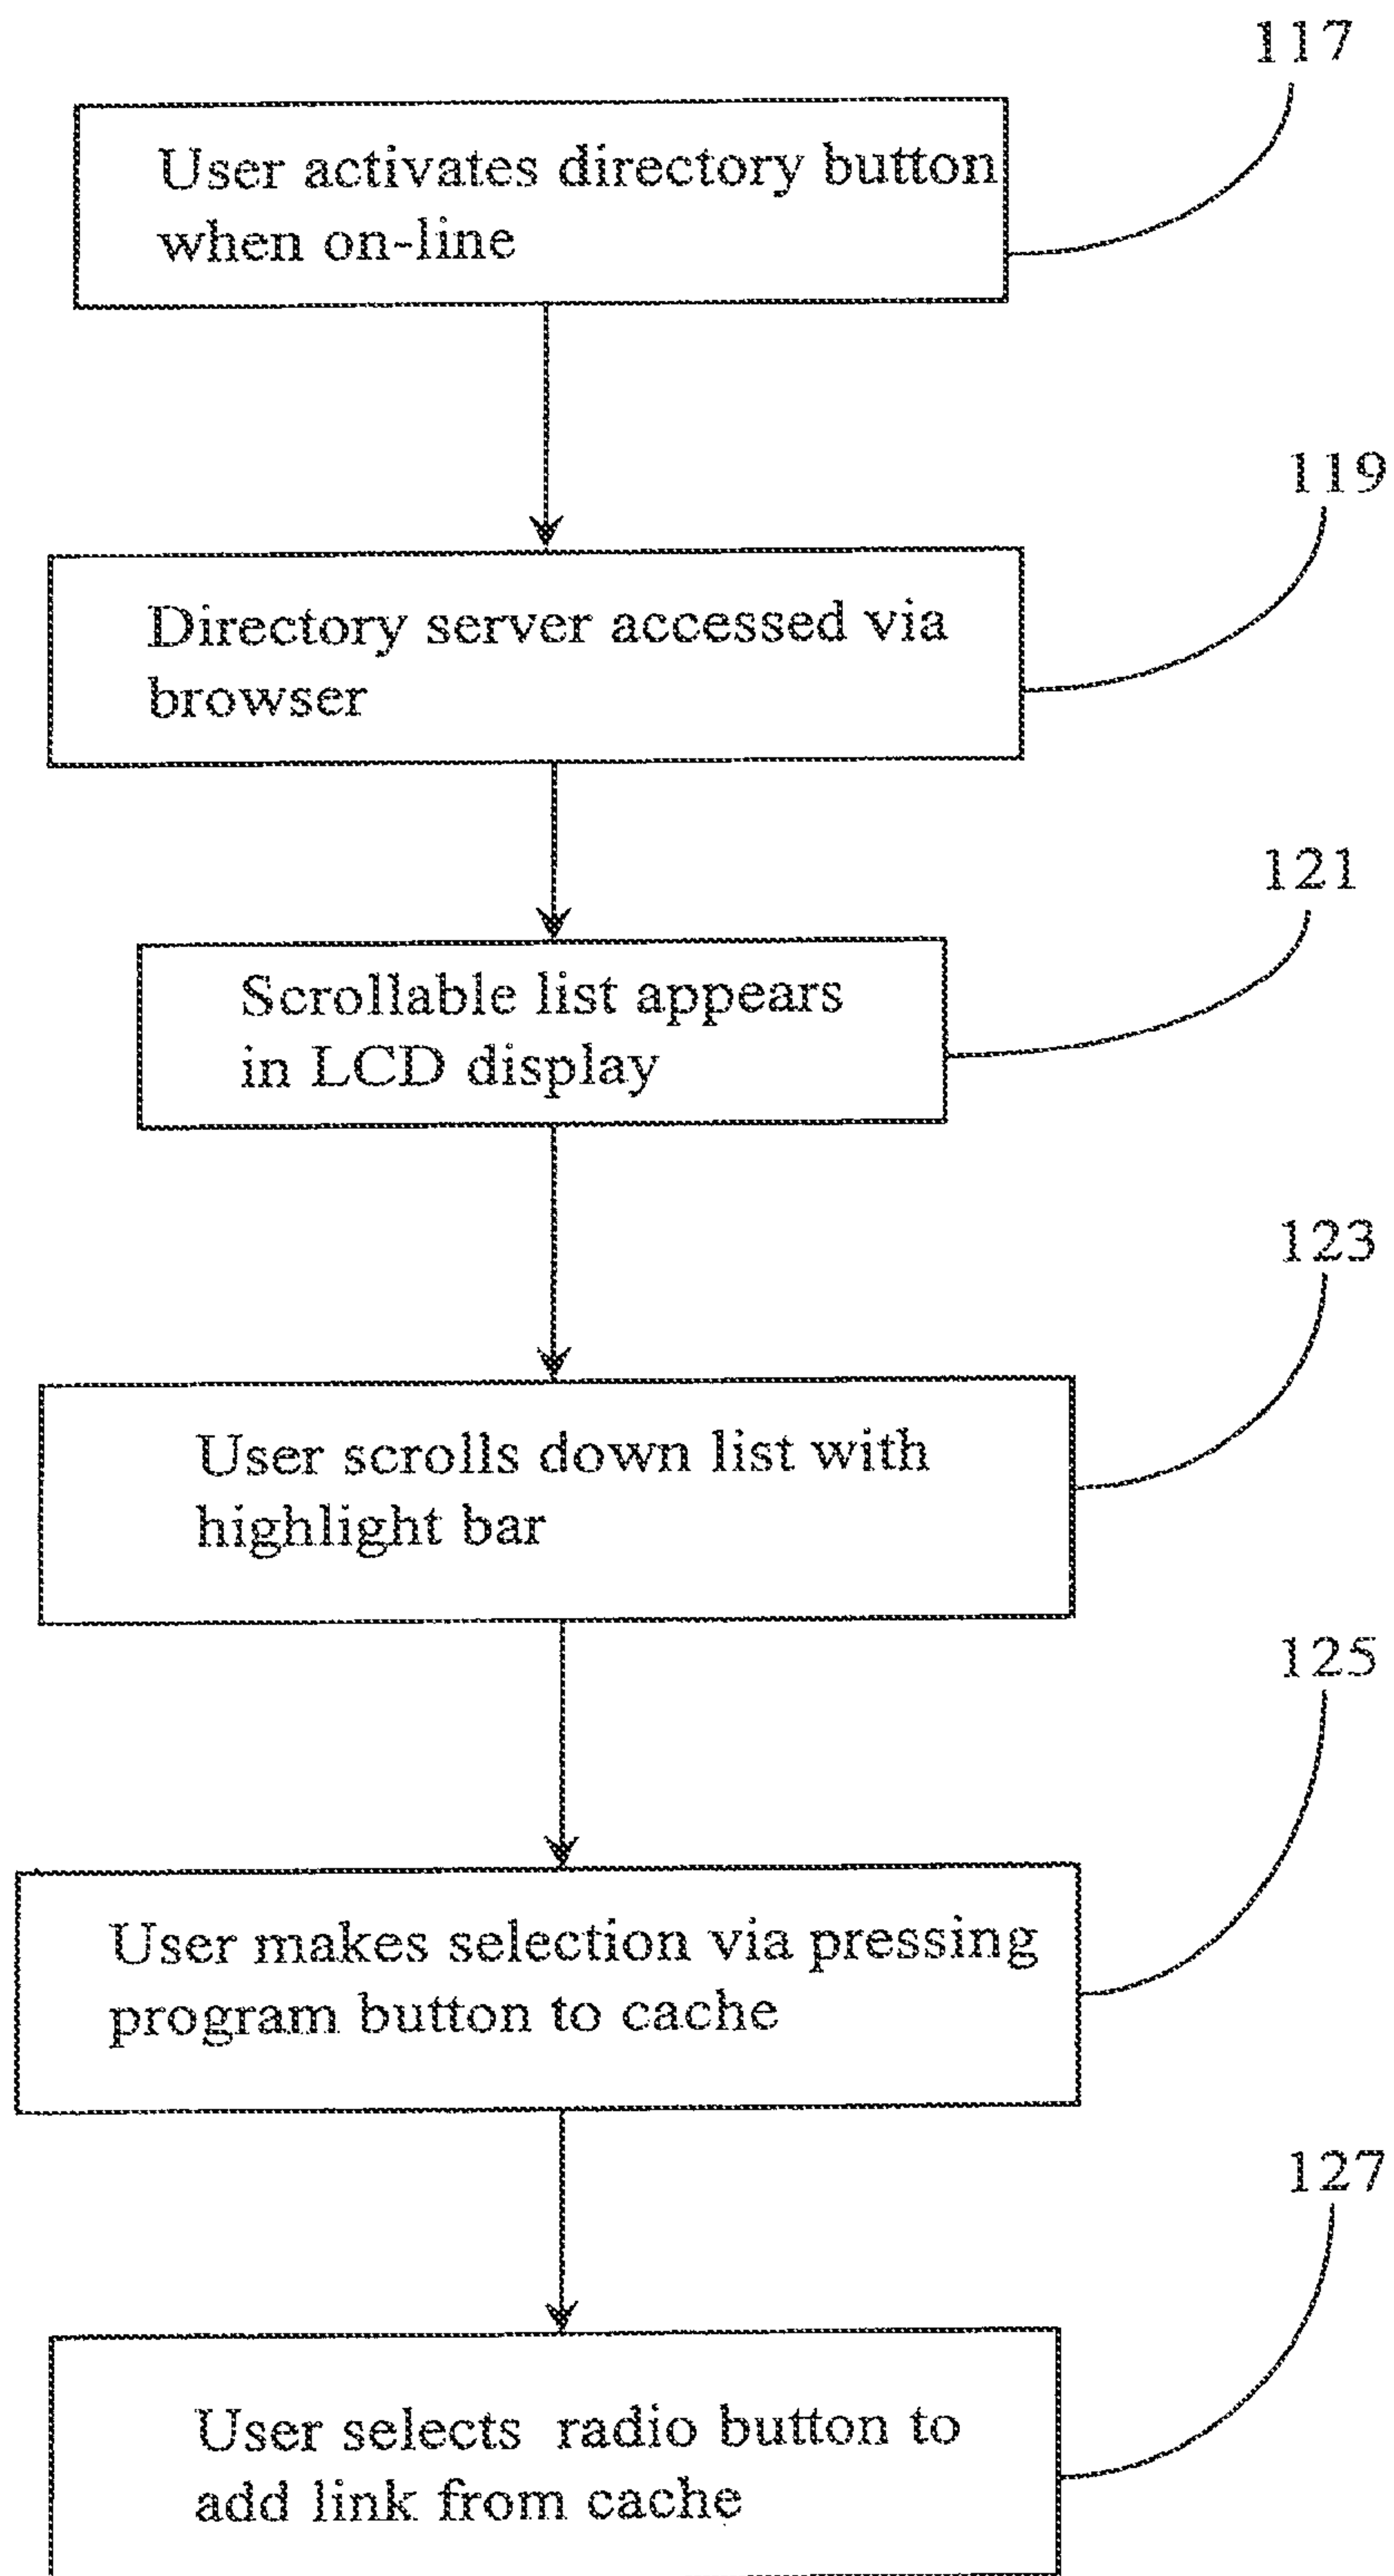 117
User activates directory button
when on-line
119
Directory server accessed via
browser
121
Scrollable list appears
in LCD display
123
User scrolls down list with
highlight bar
125
User makes selection via pressing
program button to cache
127
User selects radio button to
add link from cache